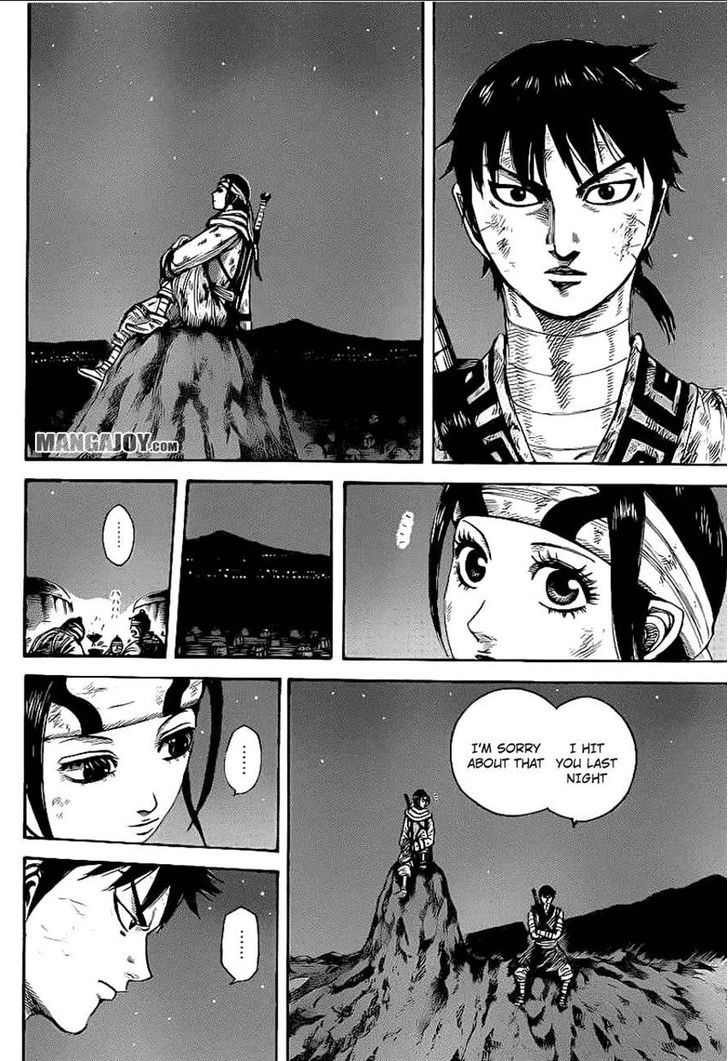 MANGAJOY.com
......
......
I HIT
YOU LAST
NIGHT
I'M SORRY
ABOUT THAT
......
......